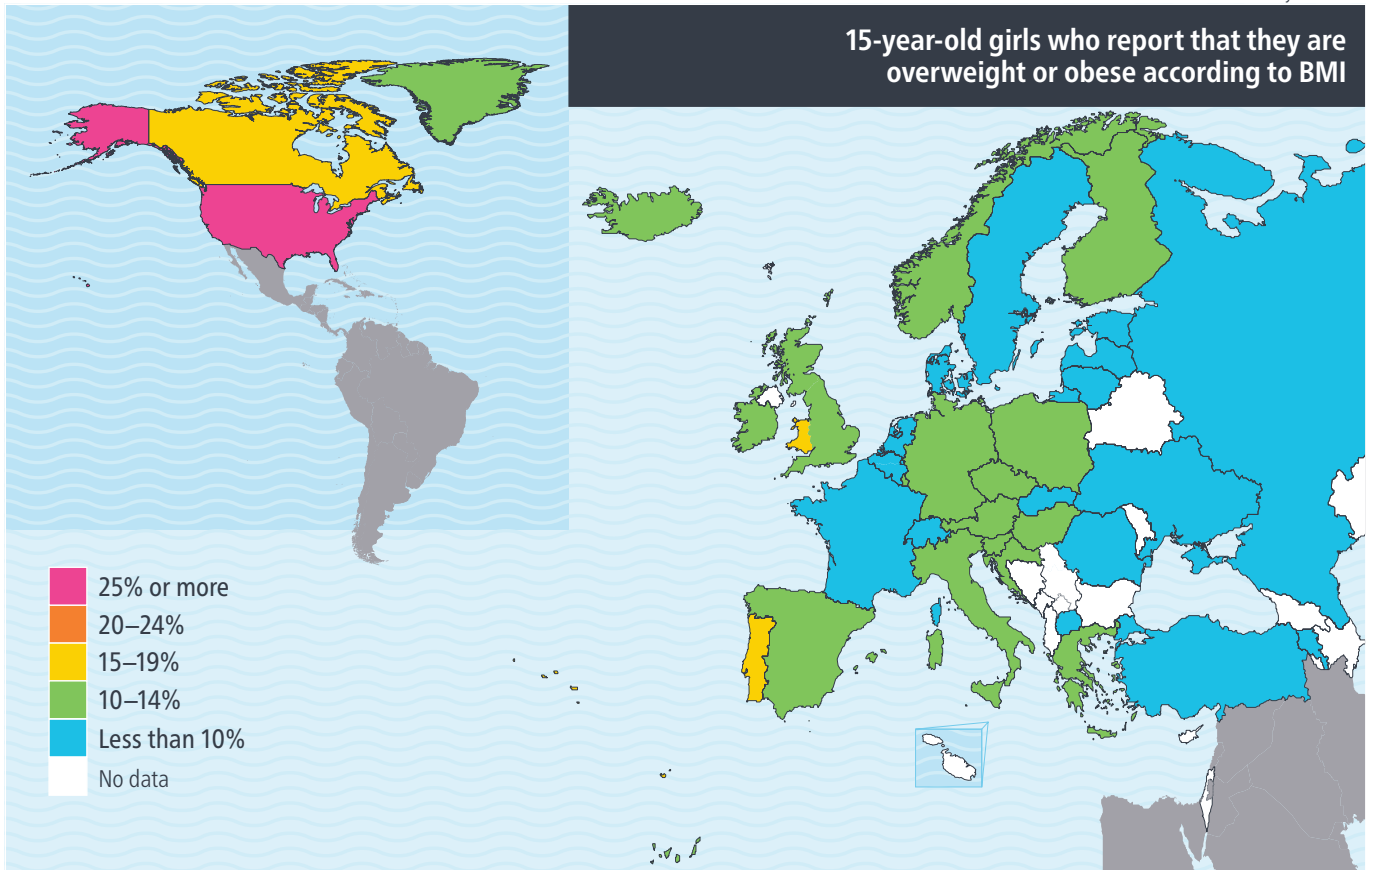 15-year-old girls who report that they are
overweight or obese according to BMI
25% or more
20–24%
15–19%
10–14%
Less than 10%
No data